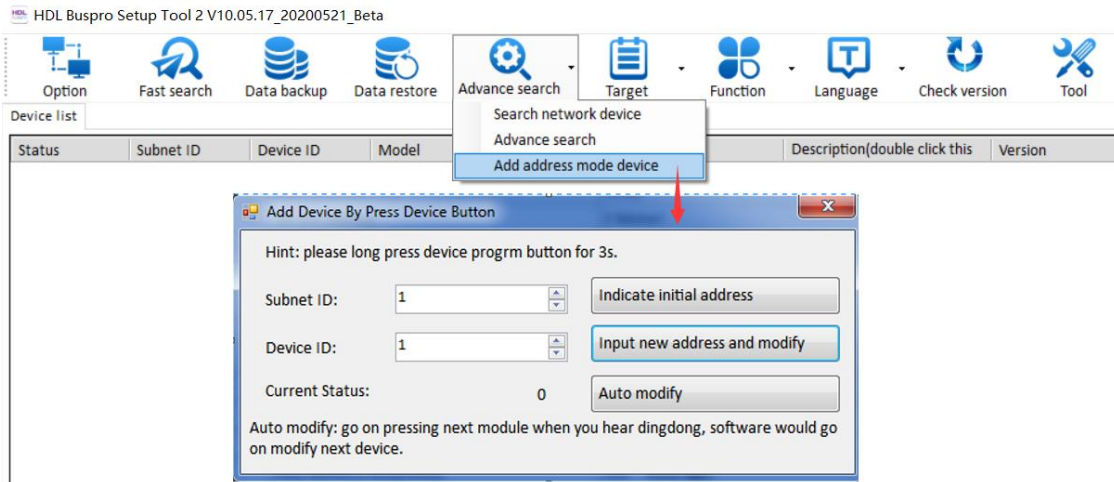 HDL Buspro Setup Tool 2 V10.05.17_20200521_Beta
Option Fast search Data backup Data restore Advance search Target Function Language Check version Tool
Device list
Search network device
Advance search
Add address mode device
Status Subnet ID Device ID Model Description(double click this Version
Add Device By Press Device Button
Hint: please long press device progrm button for 3s.
Subnet ID: 1 Indicate initial address
Device ID: 1 Input new address and modify
Current Status: 0 Auto modify
Auto modify: go on pressing next module when you hear dingdong, software would go
on modify next device.